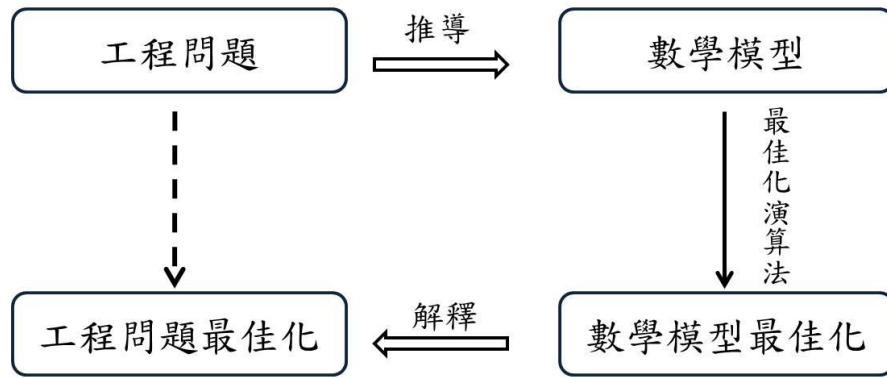 工程問題
推導
數學模型
最佳化演算法
工程問題最佳化
解釋
數學模型最佳化